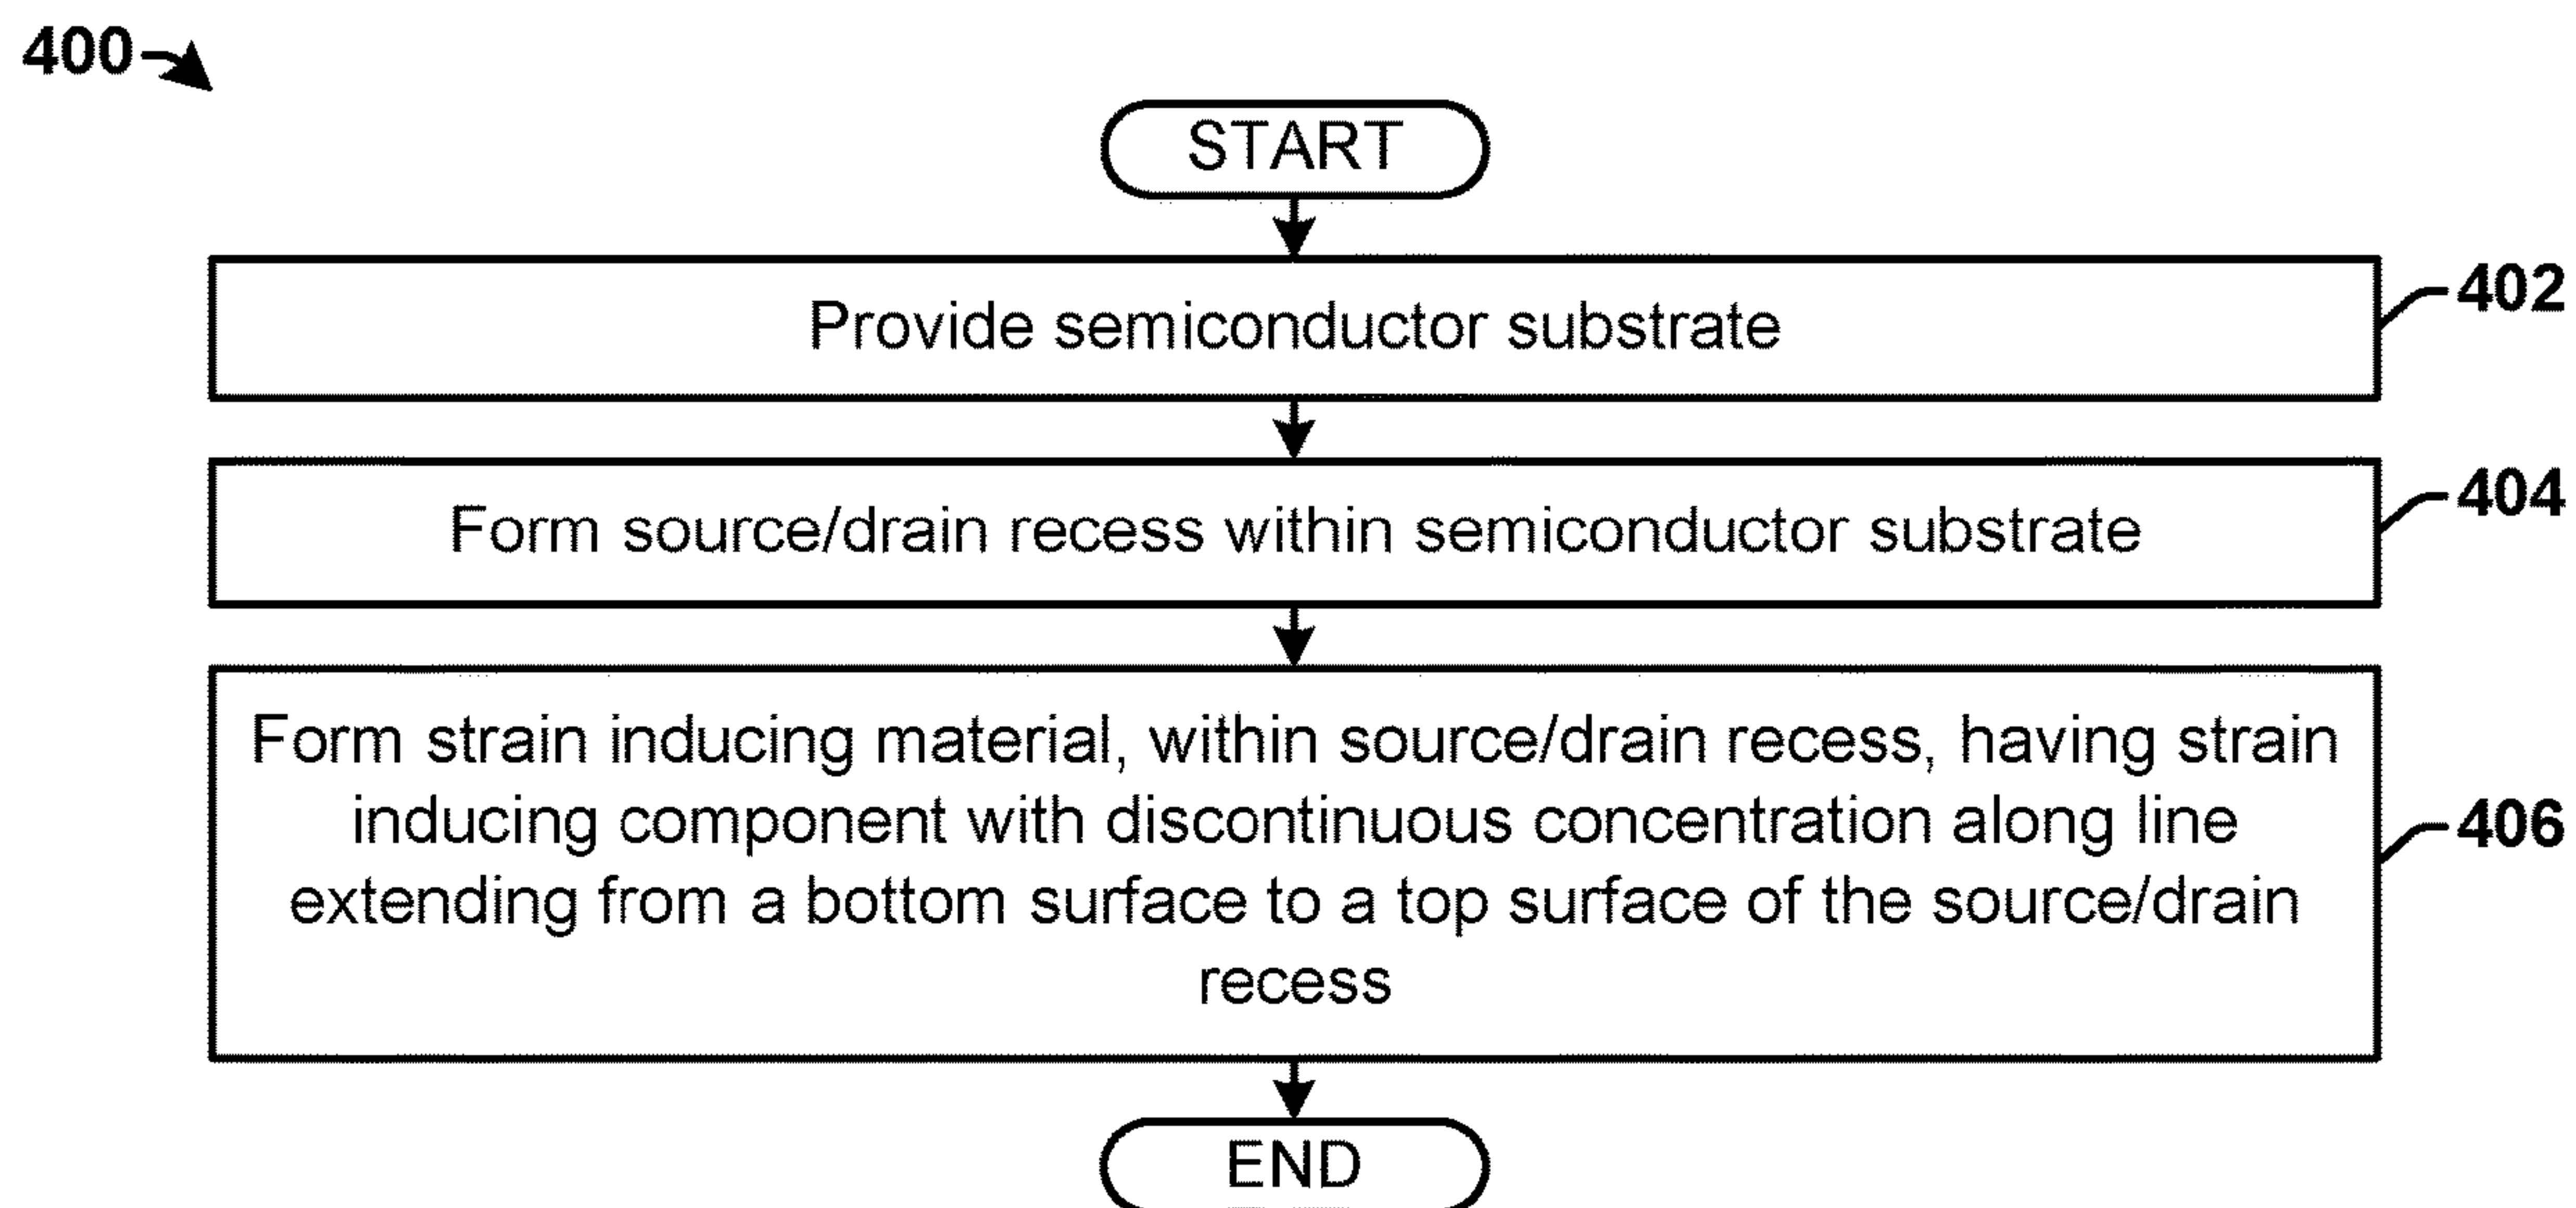 400
START
Provide semiconductor substrate
402
Form source/drain recess within semiconductor substrate
404
Form strain inducing material, within source/drain recess, having strain
inducing component with discontinuous concentration along line
extending from a bottom surface to a top surface of the source/drain
recess
406
END